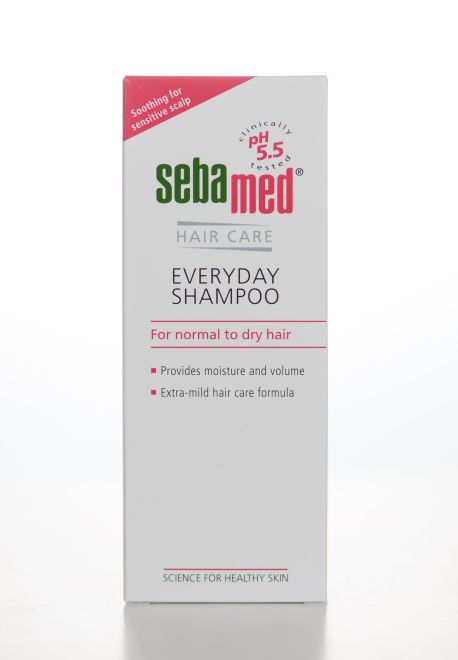 Soothing for
sensitive scalp
clinically
pH
5.5
tested
sebamed®
HAIR CARE
EVERYDAY
SHAMPOO
For normal to dry hair
▪ Provides moisture and volume
▪ Extra-mild hair care formula
SCIENCE FOR HEALTHY SKIN